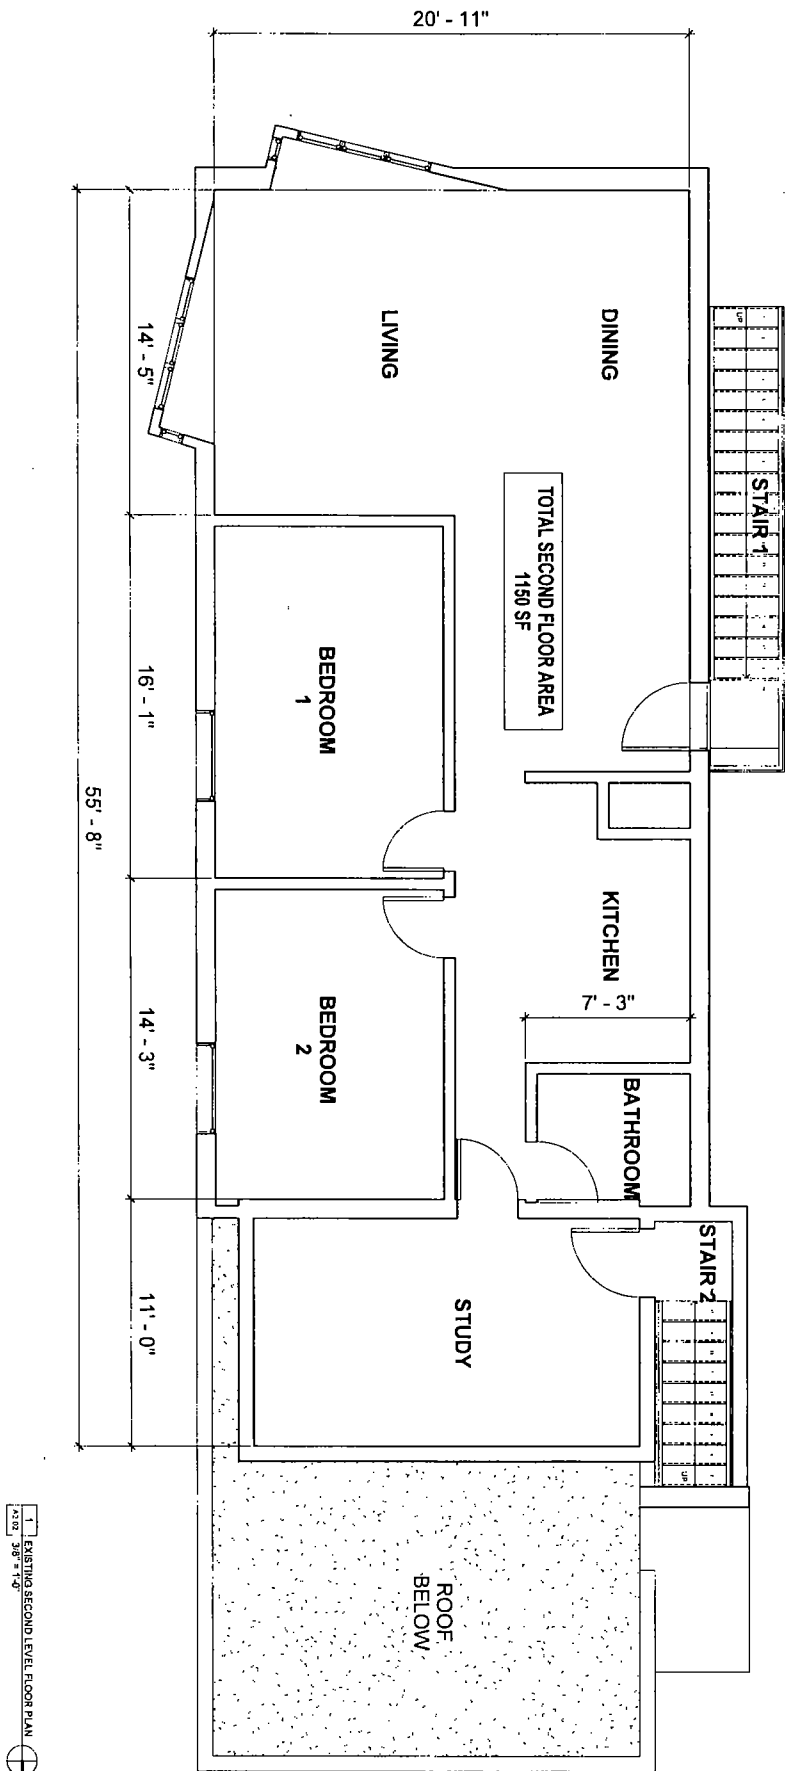 20' - 11"
UP
DINING
LIVING
STAIR 1
TOTAL SECOND FLOOR AREA
1150 SF
14' - 5"
BEDROOM
1
16' - 1"
55' - 8"
KITCHEN
7' - 3"
BEDROOM
2
14' - 3"
BATHROOM
STAIR 2
STUDY
11' - 0"
UP
ROOF
BELOW
1
A2.02
EXISTING SECOND LEVEL FLOOR PLAN
3/8" = 1'-0"